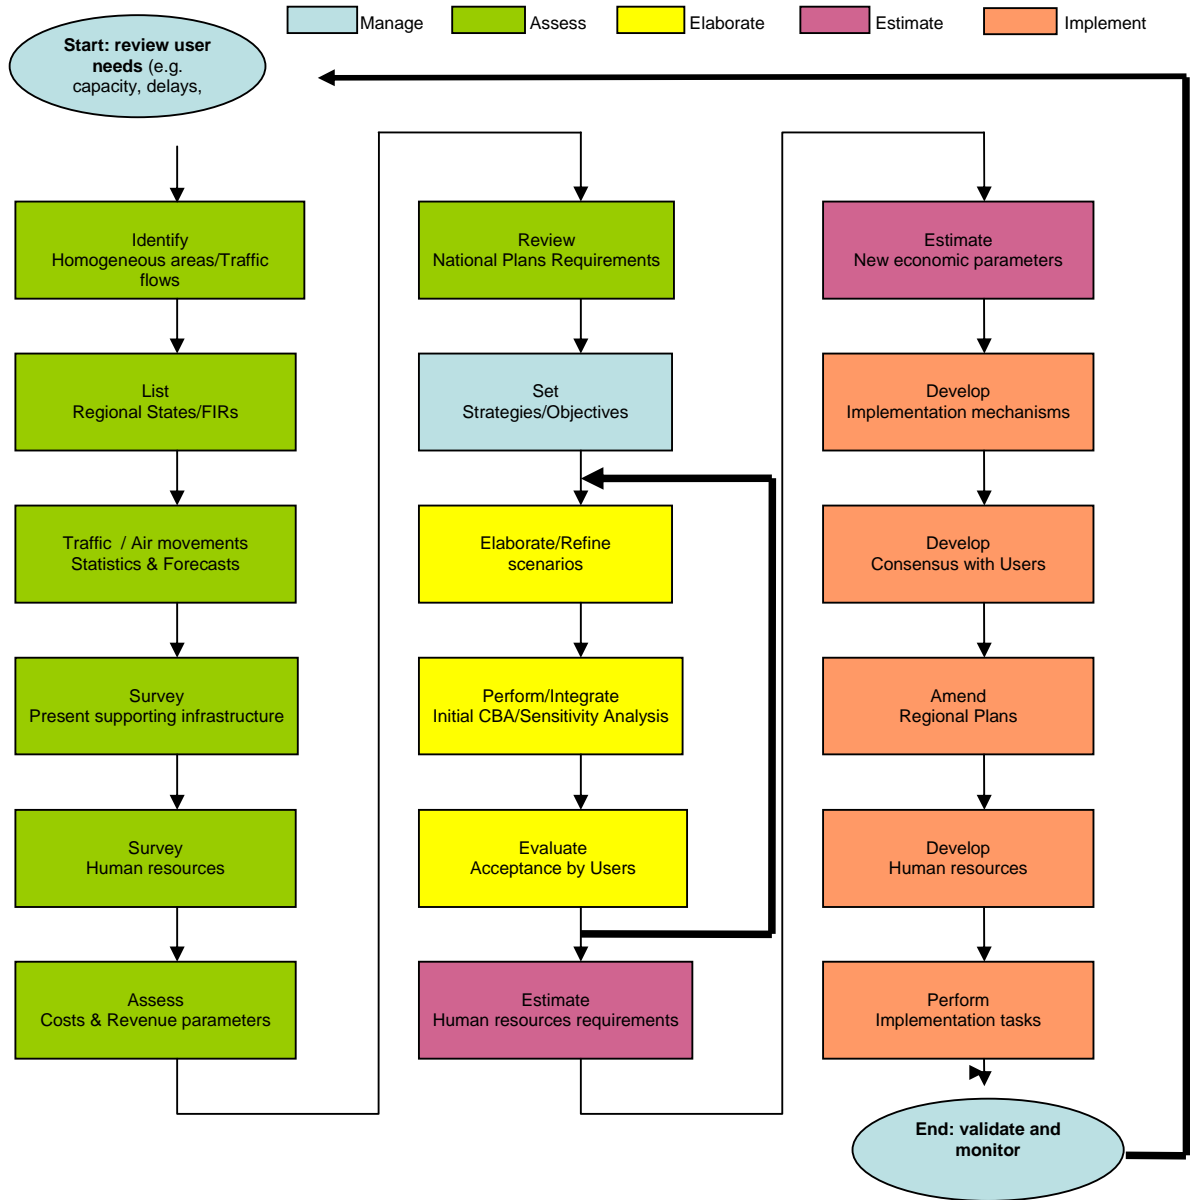 Manage
Assess
Elaborate
Estimate
Implement
Start: review user
needs (e.g.
capacity, delays,
Identify
Homogeneous areas/Traffic
flows
List
Regional States/FIRs
Traffic / Air movements
Statistics & Forecasts
Survey
Present supporting infrastructure
Survey
Human resources
Assess
Costs & Revenue parameters
Review
National Plans Requirements
Set
Strategies/Objectives
Elaborate/Refine
scenarios
Perform/Integrate
Initial CBA/Sensitivity Analysis
Evaluate
Acceptance by Users
Estimate
Human resources requirements
Estimate
New economic parameters
Develop
Implementation mechanisms
Develop
Consensus with Users
Amend
Regional Plans
Develop
Human resources
Perform
Implementation tasks
End: validate and
monitor